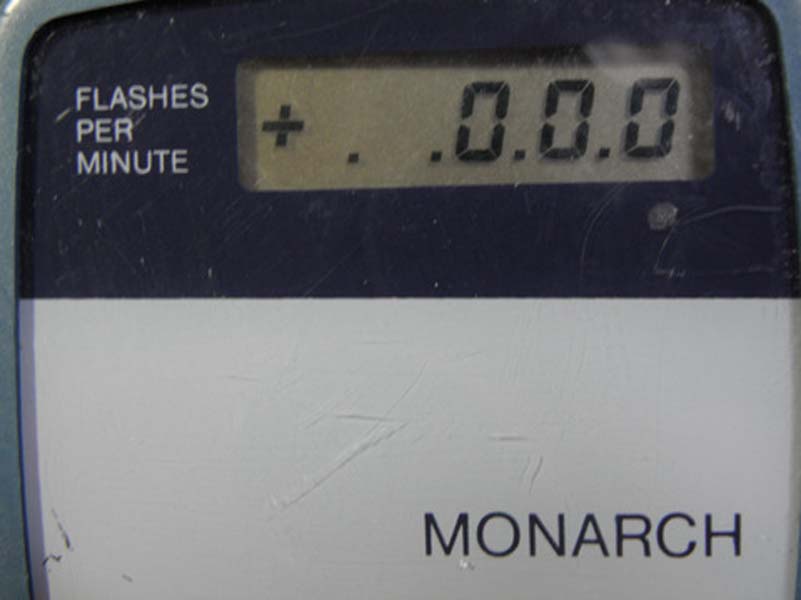 FLASHES
PER
MINUTE
+ . .0.0.0
MONARCH